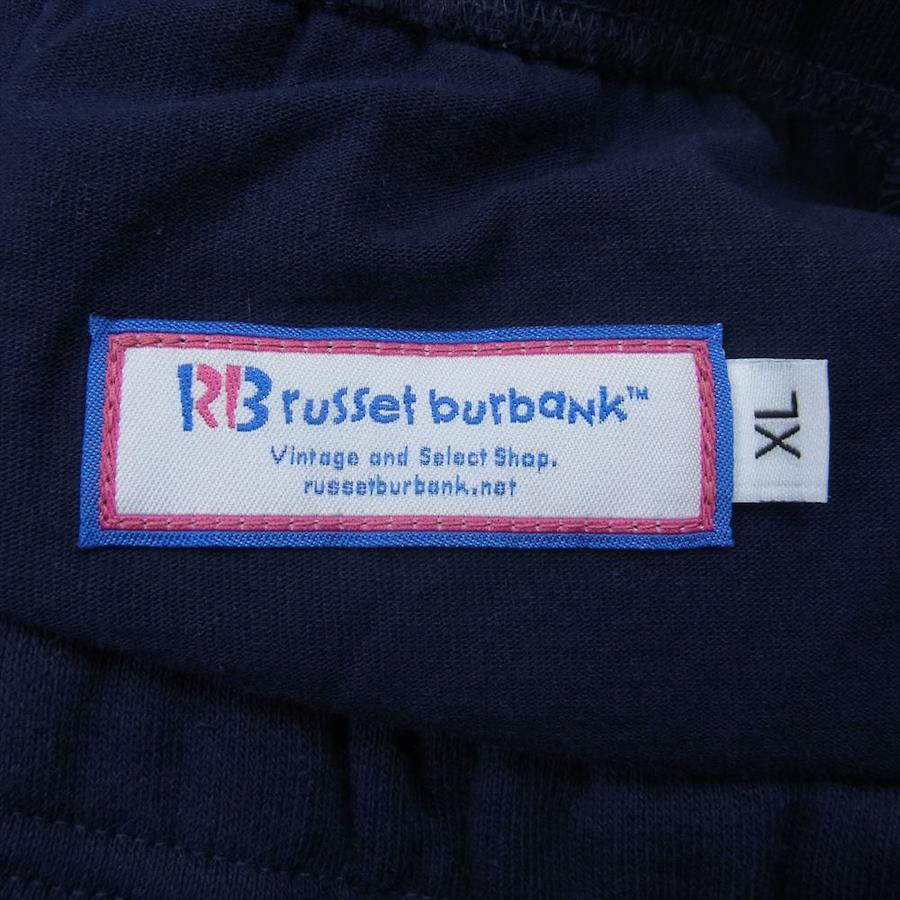 RB russet burbank™
Vintage and Select Shop.
russetburbank.net
XL